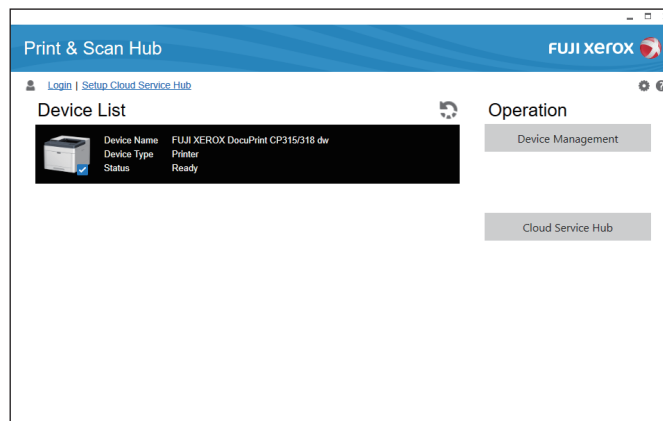 Print & Scan Hub
FUJI XEROX
Login | Setup Cloud Service Hub
Device List
Operation
Device Name FUJI XEROX DocuPrint CP315/318 dw
Device Type Printer
Status Ready
Device Management
Cloud Service Hub